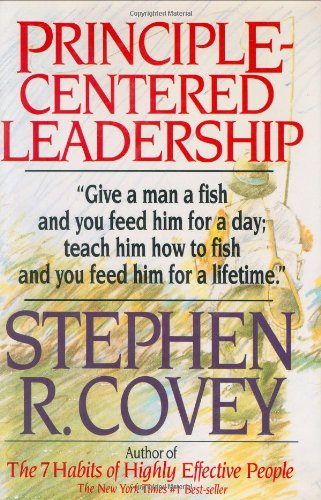 PRINCIPLE-
CENTERED
LEADERSHIP
“Give a man a fish
and you feed him for a day;
teach him how to fish
and you feed him for a lifetime.”
STEPHEN
R. COVEY
Author of
The 7 Habits of Highly Effective People
The New York Times #1 Best-seller